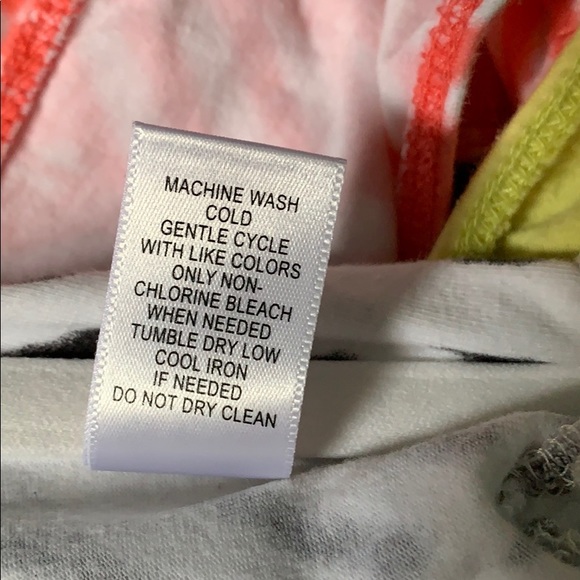 MACHINE WASH
COLD
GENTLE CYCLE
WITH LIKE COLORS
ONLY NON-
CHLORINE BLEACH
WHEN NEEDED
TUMBLE DRY LOW
COOL IRON
IF NEEDED
DO NOT DRY CLEAN